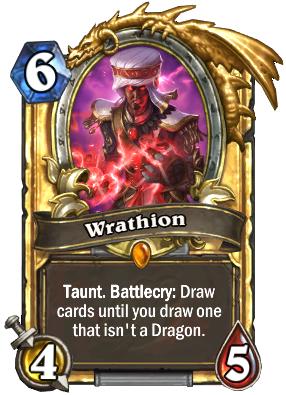 6
Wrathion
Taunt. Battlecry: Draw
cards until you draw one
that isn't a Dragon.
4
5